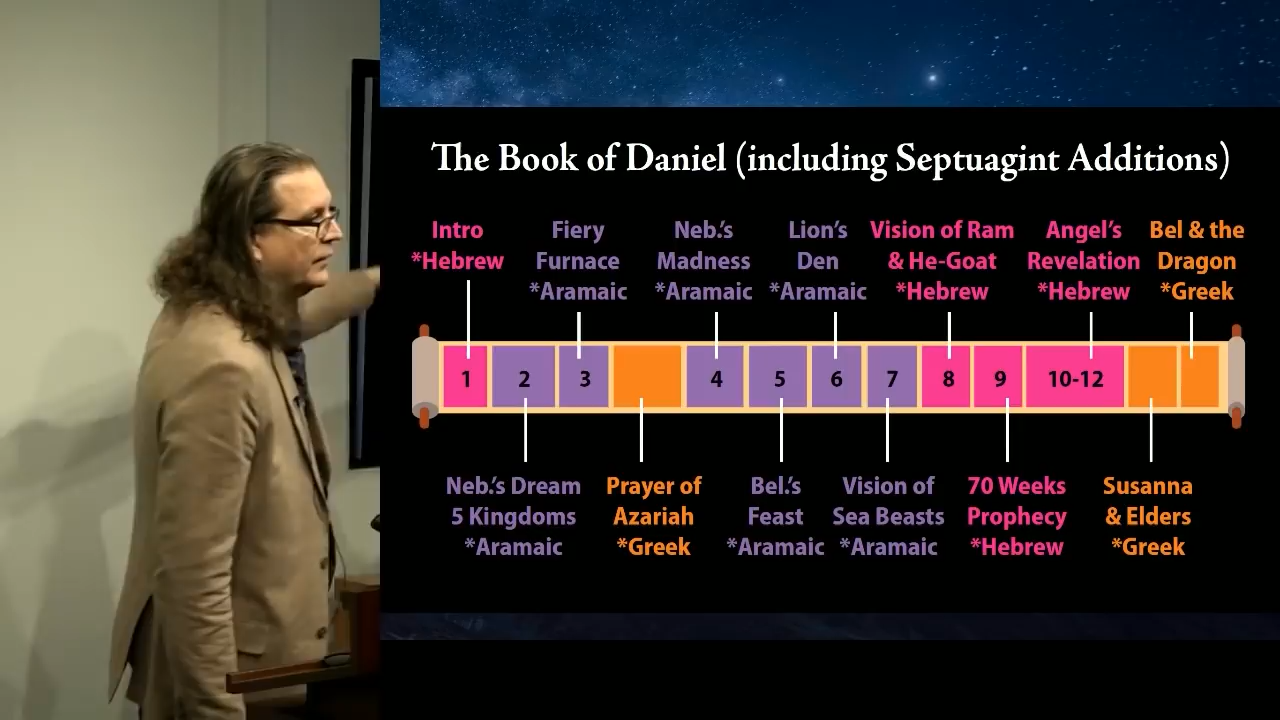 The Book of Daniel (including Septuagint Additions)
Intro
*Hebrew
Fiery
Furnace
*Aramaic
Neb.'s
Madness
*Aramaic
Lion's
Den
*Aramaic
Vision of Ram
& He-Goat
*Hebrew
Angel's
Revelation
*Hebrew
Bel & the
Dragon
*Greek
1
2
3
4
5
6
7
8
9
10-12
Neb.'s Dream
5 Kingdoms
*Aramaic
Prayer of
Azariah
*Greek
Bel.'s
Feast
*Aramaic
Vision of
Sea Beasts
*Aramaic
70 Weeks
Prophecy
*Hebrew
Susanna
& Elders
*Greek